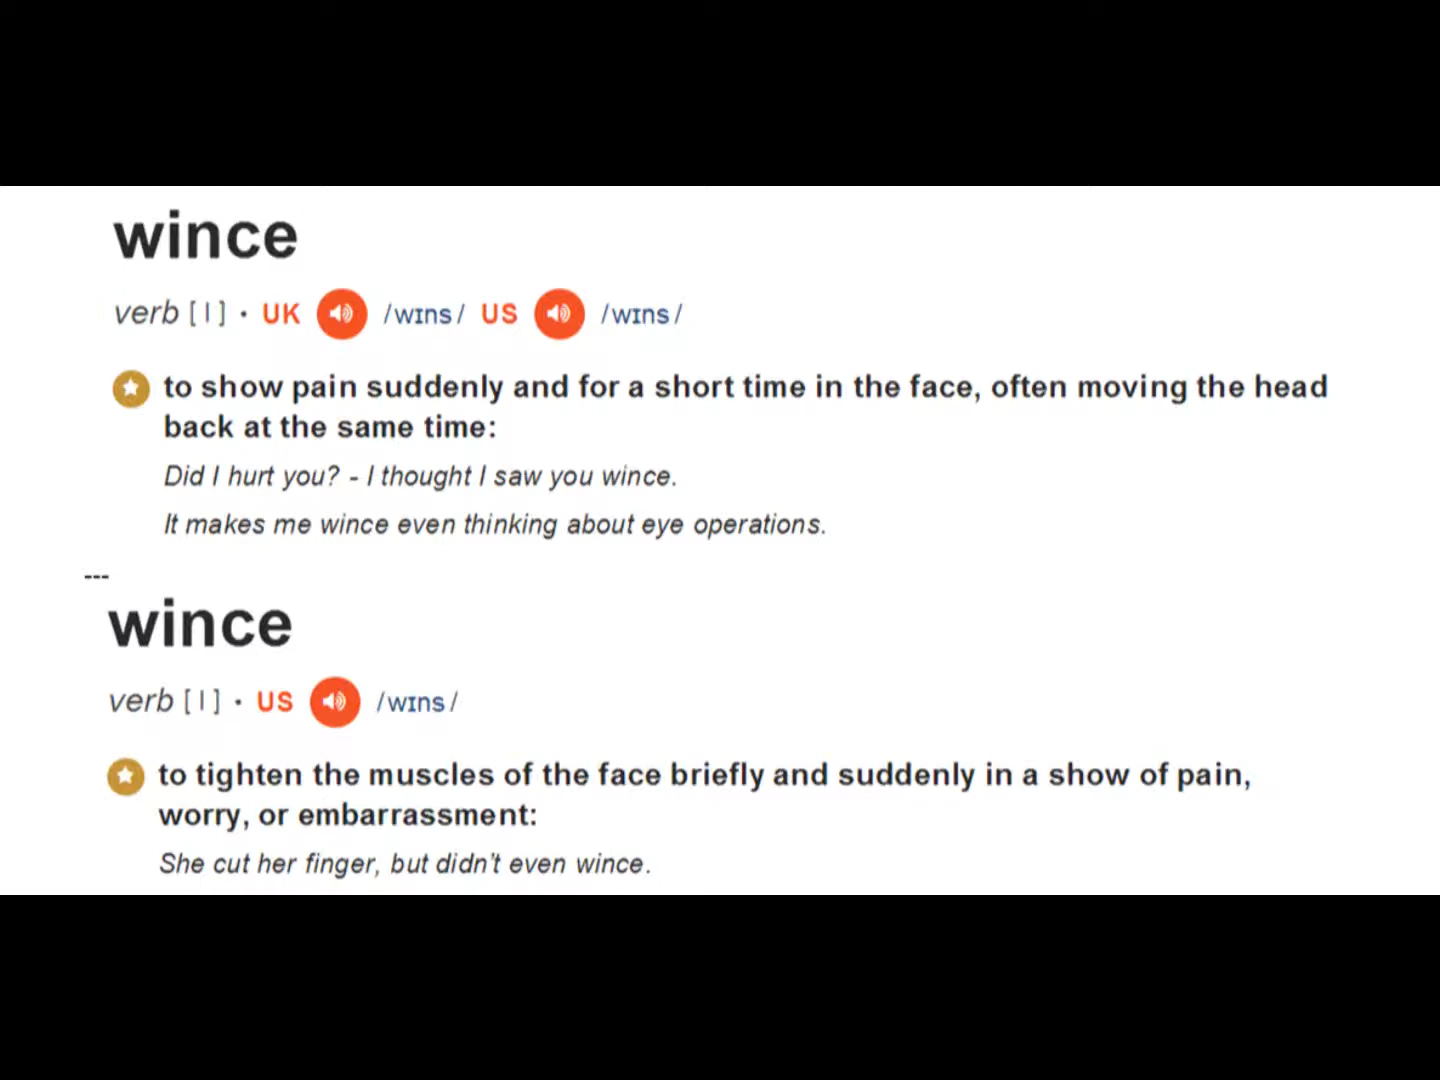 wince
verb [ I ] • UK /wɪns/ US /wɪns/
to show pain suddenly and for a short time in the face, often moving the head
back at the same time:
Did I hurt you? - I thought I saw you wince.
It makes me wince even thinking about eye operations.
---
wince
verb [ I ] • US /wɪns/
to tighten the muscles of the face briefly and suddenly in a show of pain,
worry, or embarrassment:
She cut her finger, but didn't even wince.